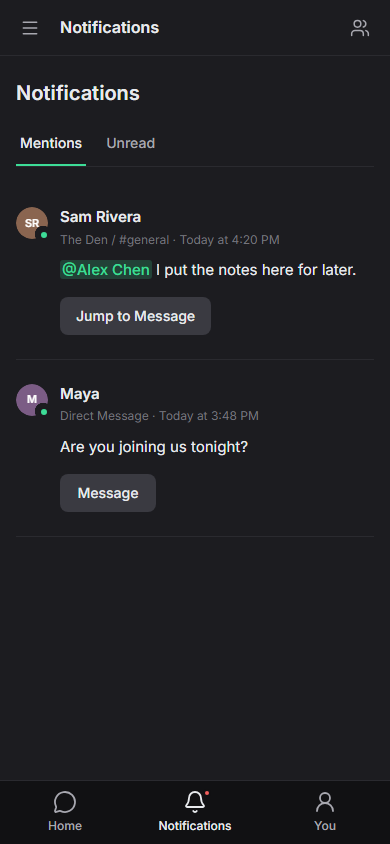 Notifications
Notifications
Mentions Unread
SR
Sam Rivera
The Den / #general · Today at 4:20 PM
@Alex Chen I put the notes here for later.
Jump to Message
M
Maya
Direct Message · Today at 3:48 PM
Are you joining us tonight?
Message
Home Notifications You